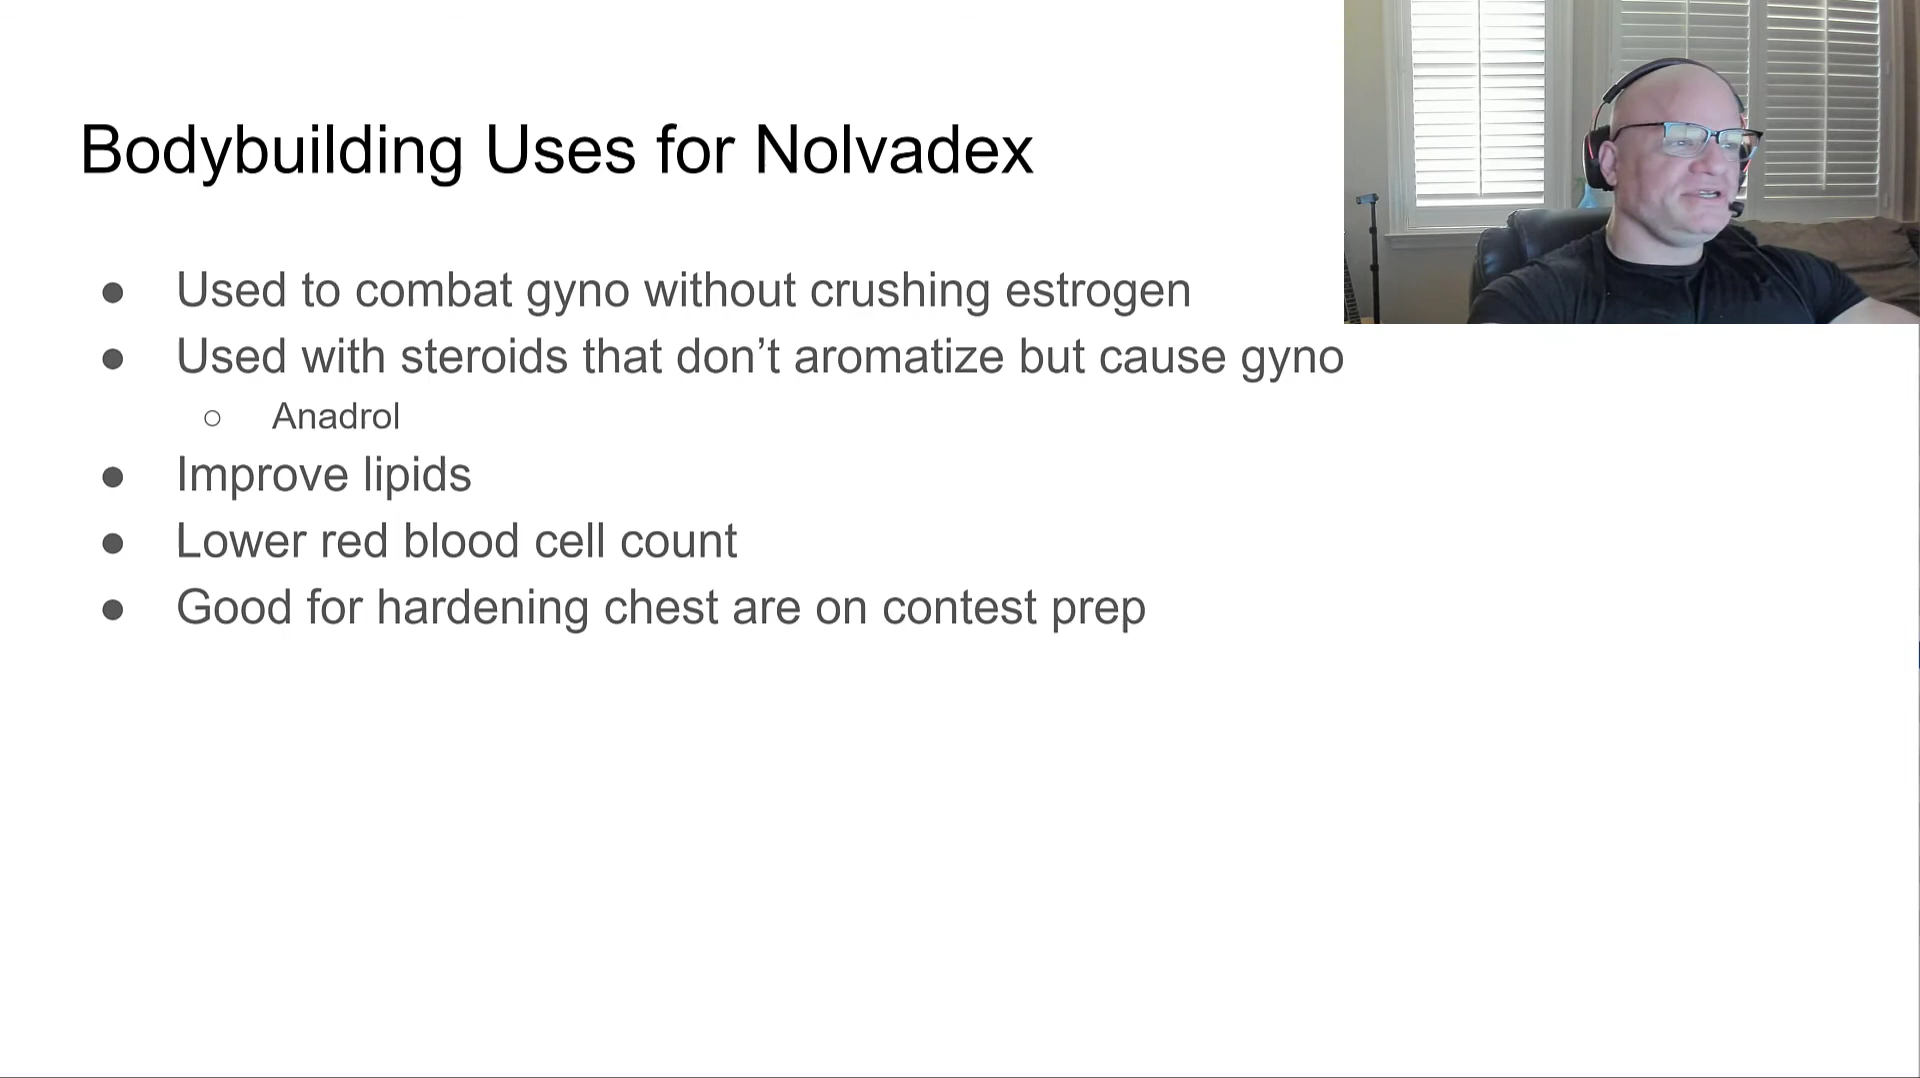 Bodybuilding Uses for Nolvadex
● Used to combat gyno without crushing estrogen
● Used with steroids that don’t aromatize but cause gyno
○ Anadrol
● Improve lipids
● Lower red blood cell count
● Good for hardening chest are on contest prep